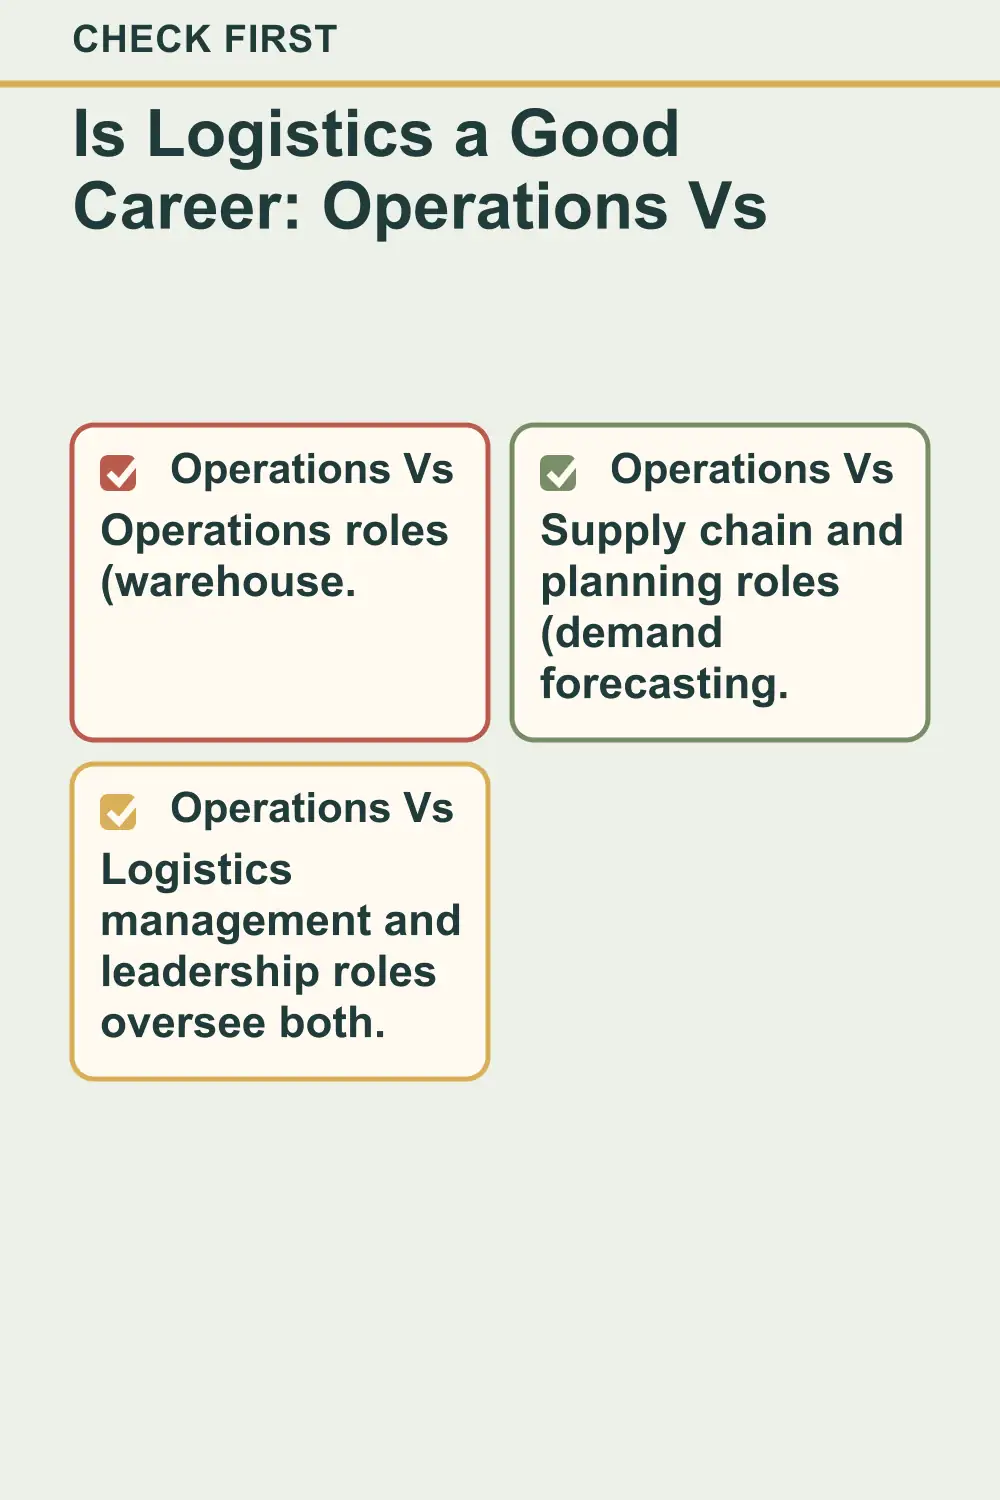 CHECK FIRST
Is Logistics a Good
Career: Operations Vs
Operations Vs
Operations roles
(warehouse.
Operations Vs
Supply chain and
planning roles
(demand
forecasting.
Operations Vs
Logistics
management and
leadership roles
oversee both.